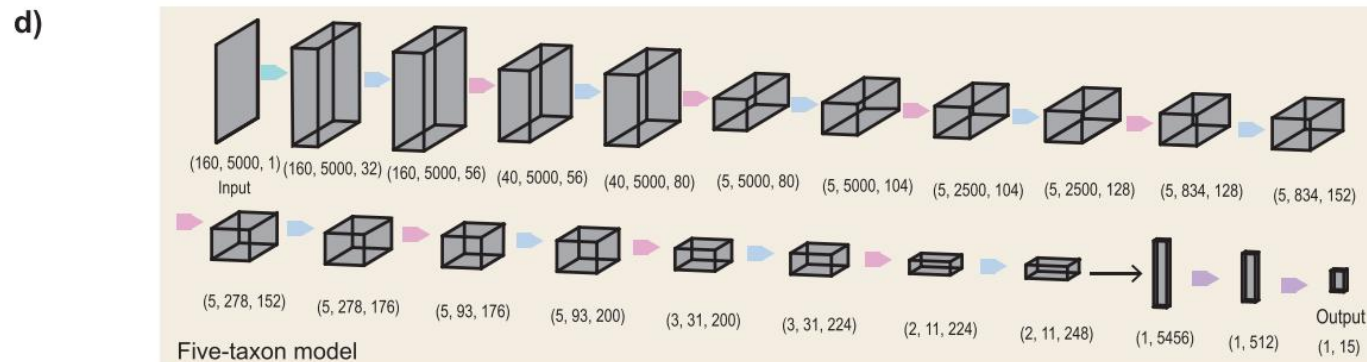 d)
(160, 5000, 1) (160, 5000, 32) (160, 5000, 56) (40, 5000, 56) (40, 5000, 80) (5, 5000, 80) (5, 5000, 104) (5, 2500, 104) (5, 2500, 128) (5, 834, 128) (5, 834, 152)
Input
(5, 278, 152) (5, 278, 176) (5, 93, 176) (5, 93, 200) (3, 31, 200) (3, 31, 224) (2, 11, 224) (2, 11, 248) (1, 5456) (1, 512) Output
(1, 15)
Five-taxon model